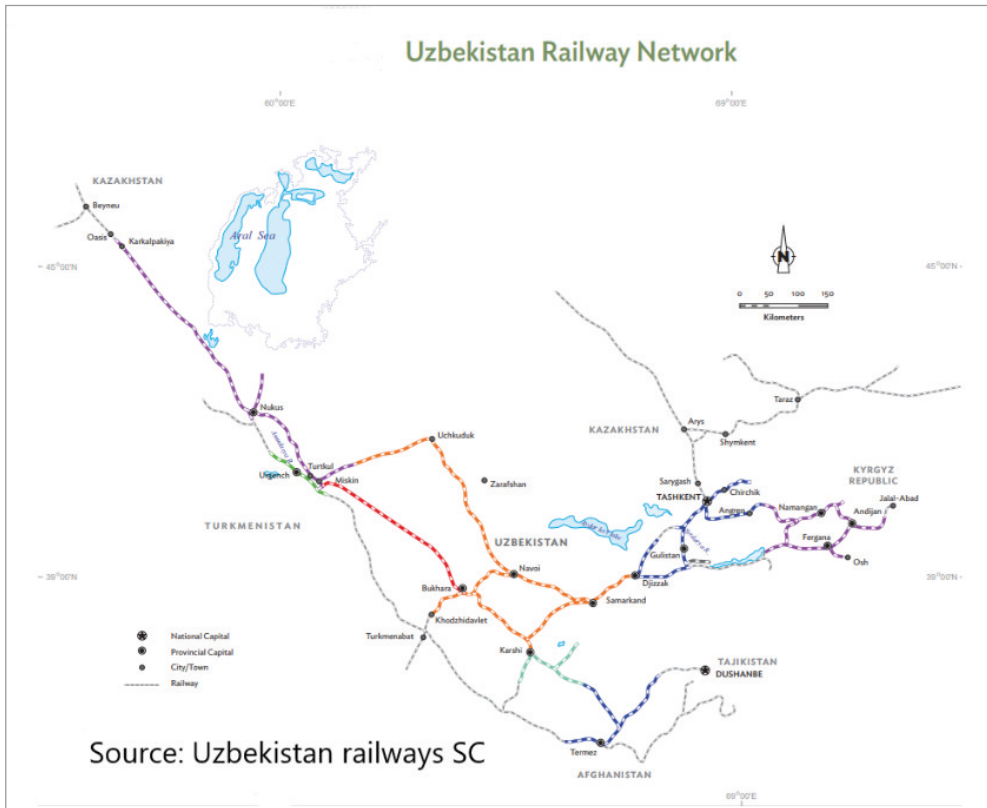 Uzbekistan Railway Network
60°00'E
69°00'E
KAZAKHSTAN
Beyneu
Oasis
Karkalpakiya
Aral Sea
45°00'N
45°00'N
N
0 50 100 150
Kilometers
Taraz
Nukus
Arys
KAZAKHSTAN
Shymkent
Uchkuduk
Turtkul
Urgench
Miskin
Zarafshan
Sarygash
TASHKENT
Chirchik
KYRGYZ
REPUBLIC
Angren
Namangan
Jalal-Abad
Andijan
TURKMENISTAN
UZBEKISTAN
Gulistan
Fergana
Osh
39°00'N
39°00'N
Navoi
Djizzak
Bukhara
Samarkand
Khodzhidavlet
Turkmenabat
Karshi
National Capital
Provincial Capital
City/Town
Railway
TAJIKISTAN
DUSHANBE
Source: Uzbekistan railways SC
Termez
AFGHANISTAN
69°00'E